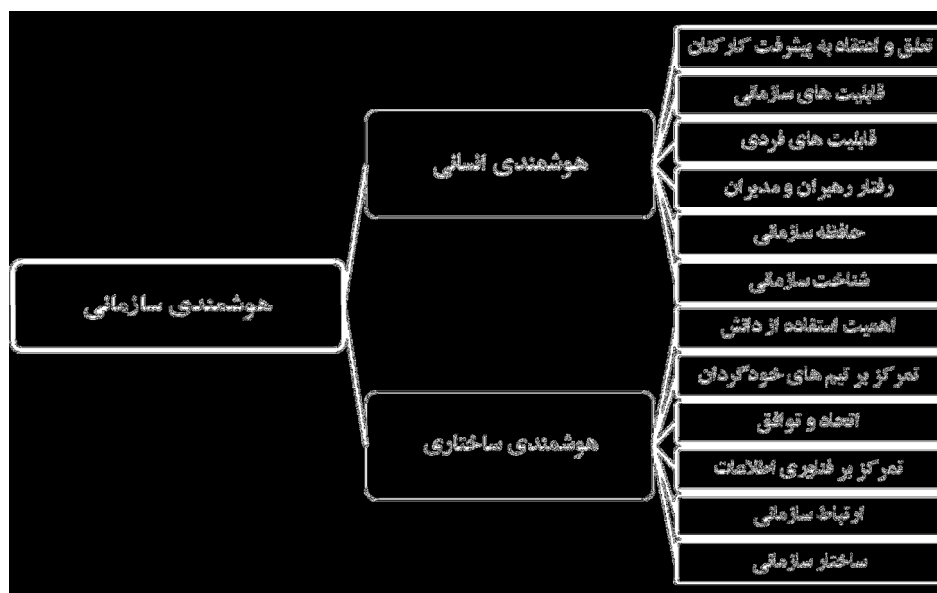 تعلق و اعتقاد به پیشرفت کارکنان
قابلیت های سازمانی
قابلیت های فردی
رفتار رهبران و مدیران
حافظه سازمانی
شناخت سازمانی
هوشمندی انسانی
هوشمندی سازمانی
اهمیت استفاده از دانش
تمرکز بر تیم های خودگردان
اتحاد و توافق
تمرکز بر فناوری اطلاعات
ارتباط سازمانی
ساختار سازمانی
هوشمندی ساختاری